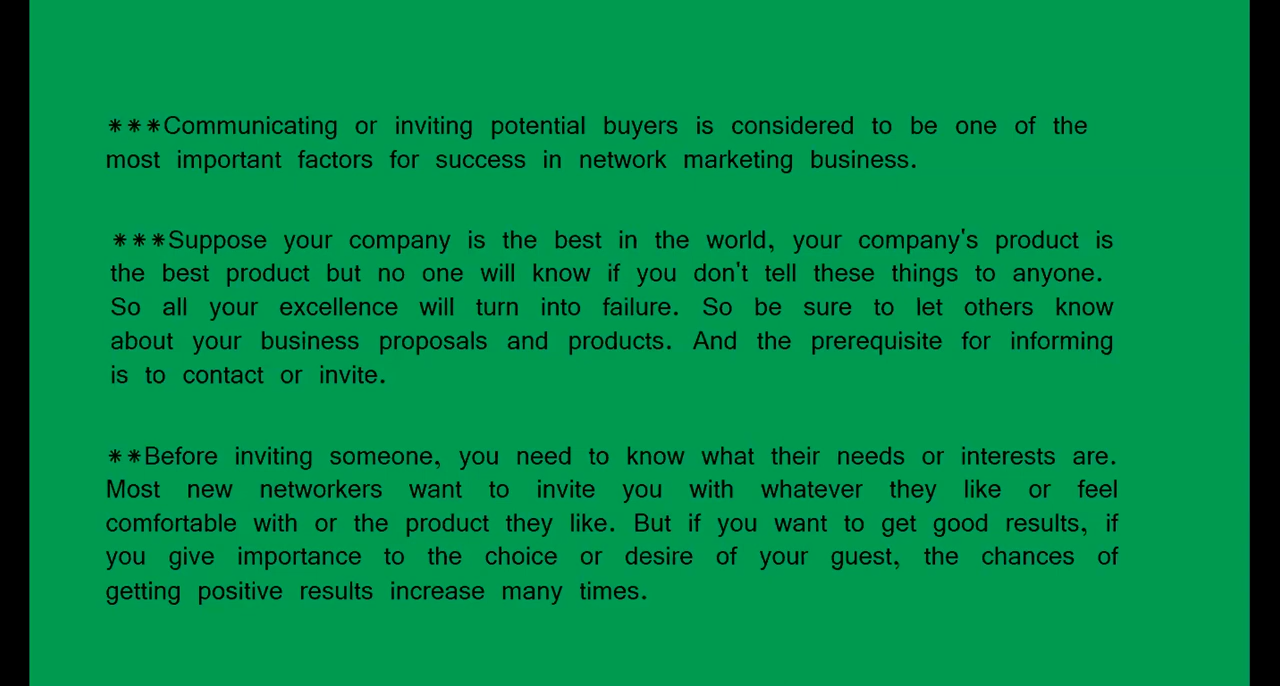 ***Communicating or inviting potential buyers is considered to be one of the
most important factors for success in network marketing business.
***Suppose your company is the best in the world, your company's product is
the best product but no one will know if you don't tell these things to anyone.
So all your excellence will turn into failure. So be sure to let others know
about your business proposals and products. And the prerequisite for informing
is to contact or invite.
**Before inviting someone, you need to know what their needs or interests are.
Most new networkers want to invite you with whatever they like or feel
comfortable with or the product they like. But if you want to get good results, if
you give importance to the choice or desire of your guest, the chances of
getting positive results increase many times.